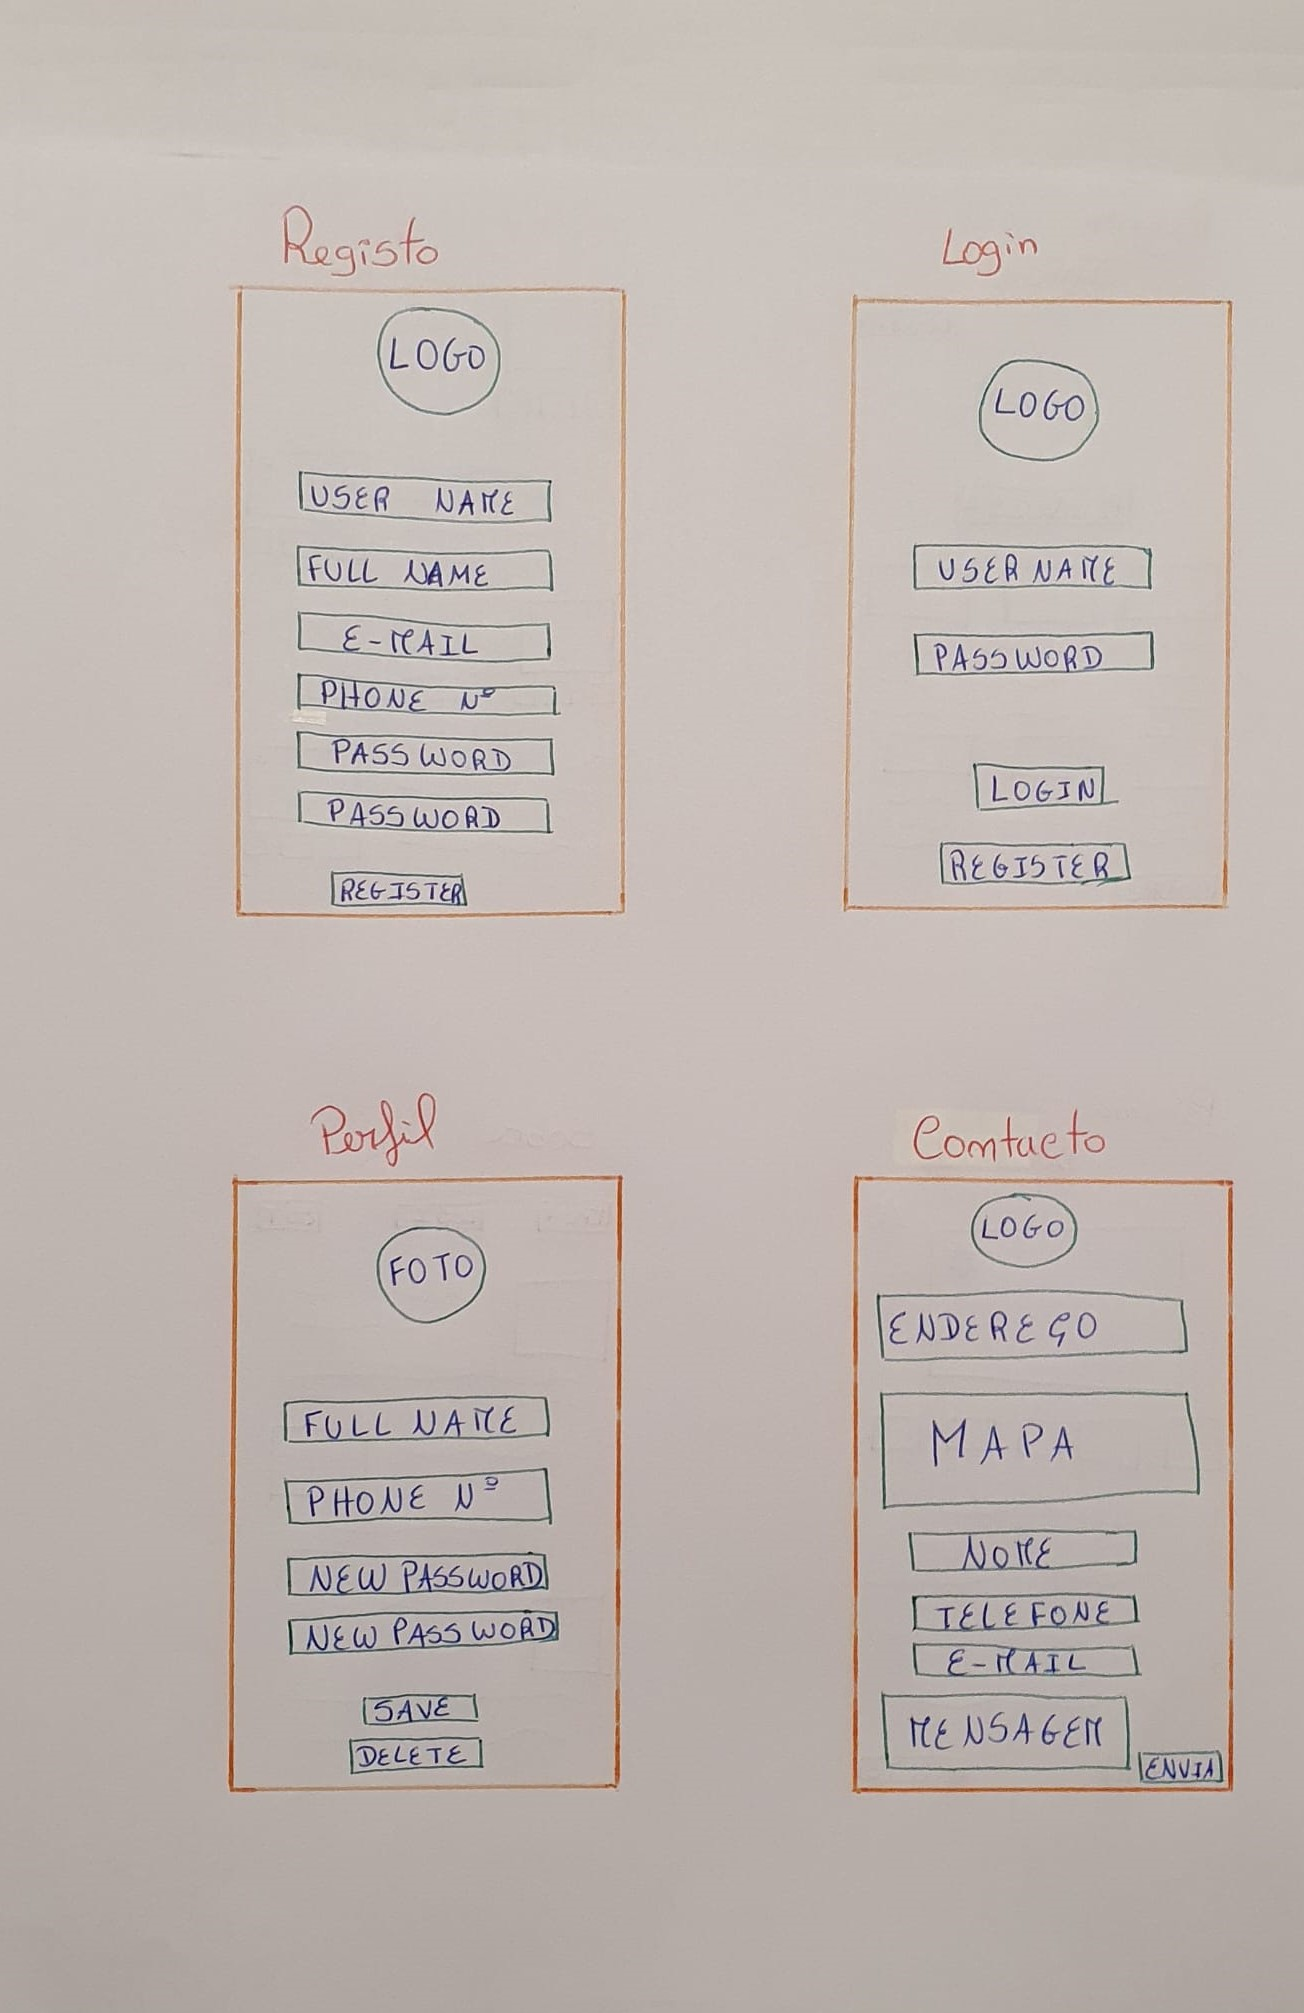 Registo
LOGO
USER NAME
FULL NAME
E-MAIL
PHONE Nº
PASSWORD
PASSWORD
REGISTER
Login
LOGO
USERNAME
PASSWORD
LOGIN
REGISTER
Perfil
FOTO
FULL NAME
PHONE Nº
NEW PASSWORD
NEW PASSWORD
SAVE
DELETE
Contacto
LOGO
ENDEREÇO
MAPA
NOME
TELEFONE
E-MAIL
MENSAGEM
ENVIA